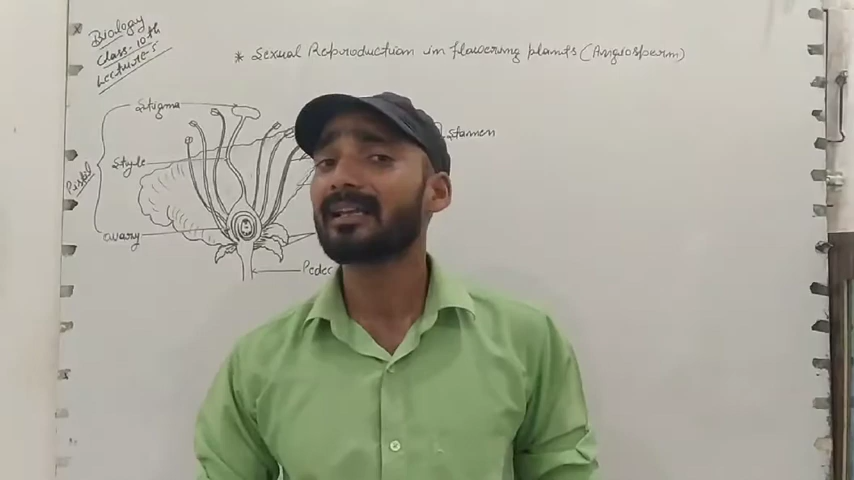 Biology
Class-10th
Lecture-5
* Sexual Reproduction in flowering plants (Angiosperm)
Stigma
Stamen
Style
Pistil
ovary
Pedec